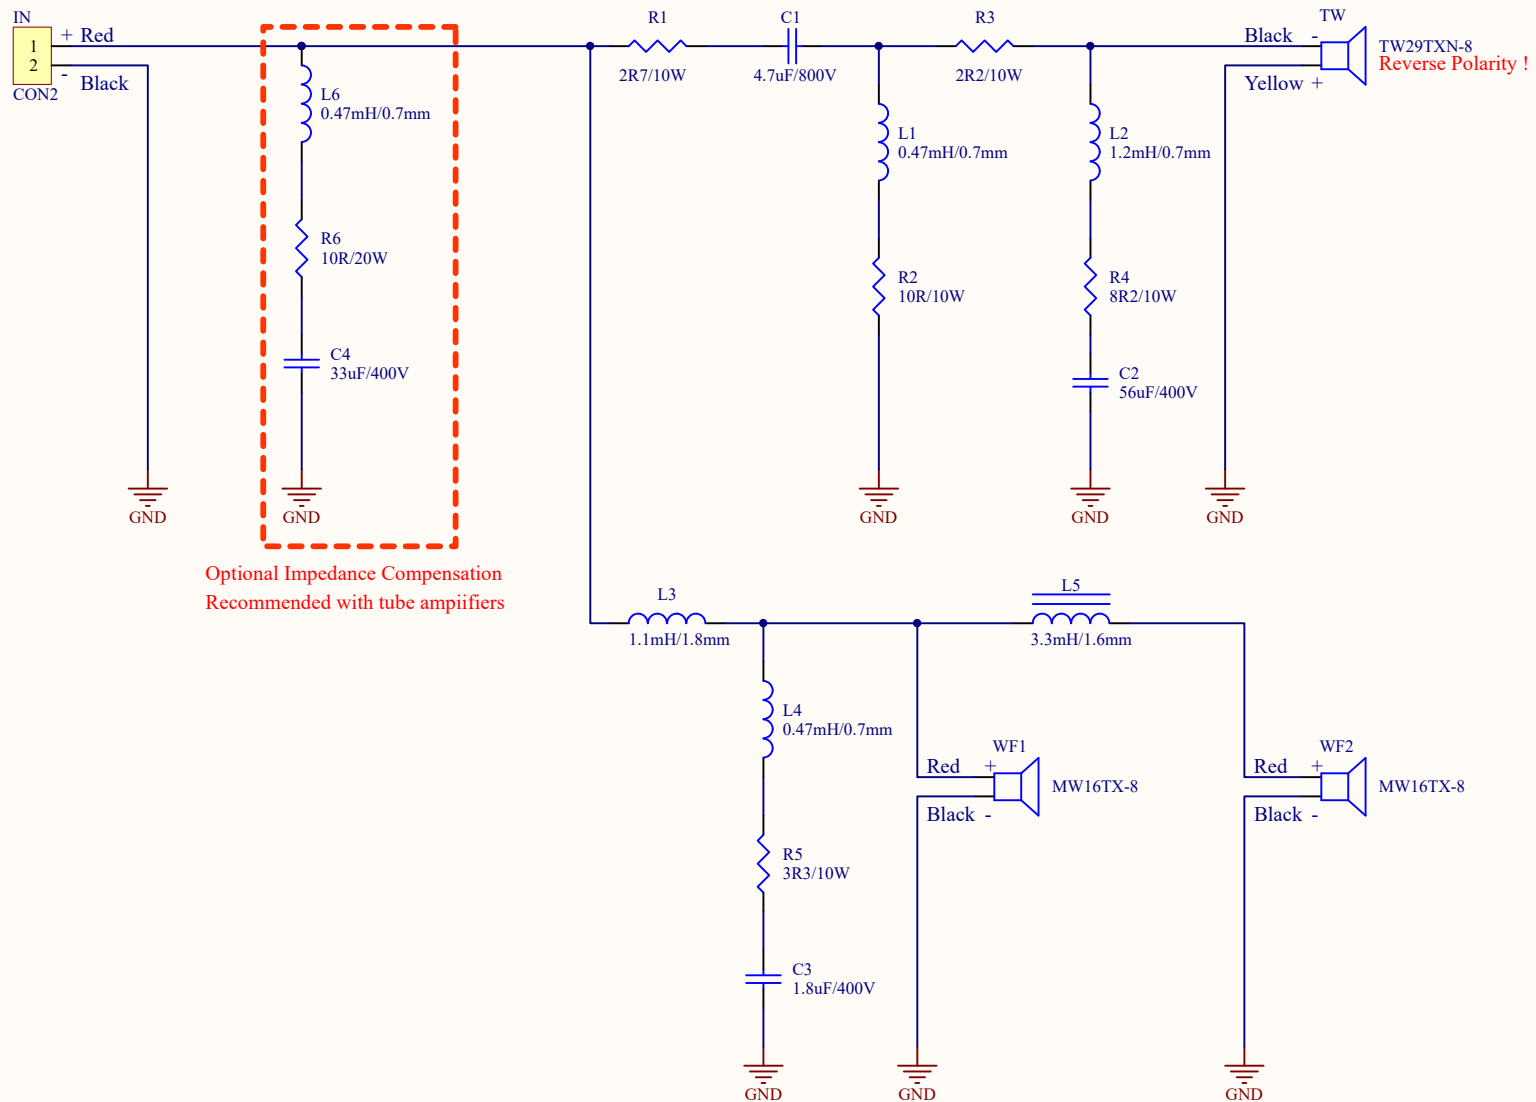 IN
1
2
CON2
+ Red
- Black
L6
0.47mH/0.7mm
R6
10R/20W
C4
33uF/400V
GND
GND
Optional Impedance Compensation
Recommended with tube ampiifiers
R1
2R7/10W
C1
4.7uF/800V
R3
2R2/10W
L1
0.47mH/0.7mm
R2
10R/10W
GND
L2
1.2mH/0.7mm
R4
8R2/10W
C2
56uF/400V
GND
TW
Black -
Yellow +
TW29TXN-8
Reverse Polarity !
GND
L3
1.1mH/1.8mm
L5
3.3mH/1.6mm
L4
0.47mH/0.7mm
R5
3R3/10W
C3
1.8uF/400V
GND
WF1
Red +
MW16TX-8
Black -
GND
WF2
Red +
MW16TX-8
Black -
GND